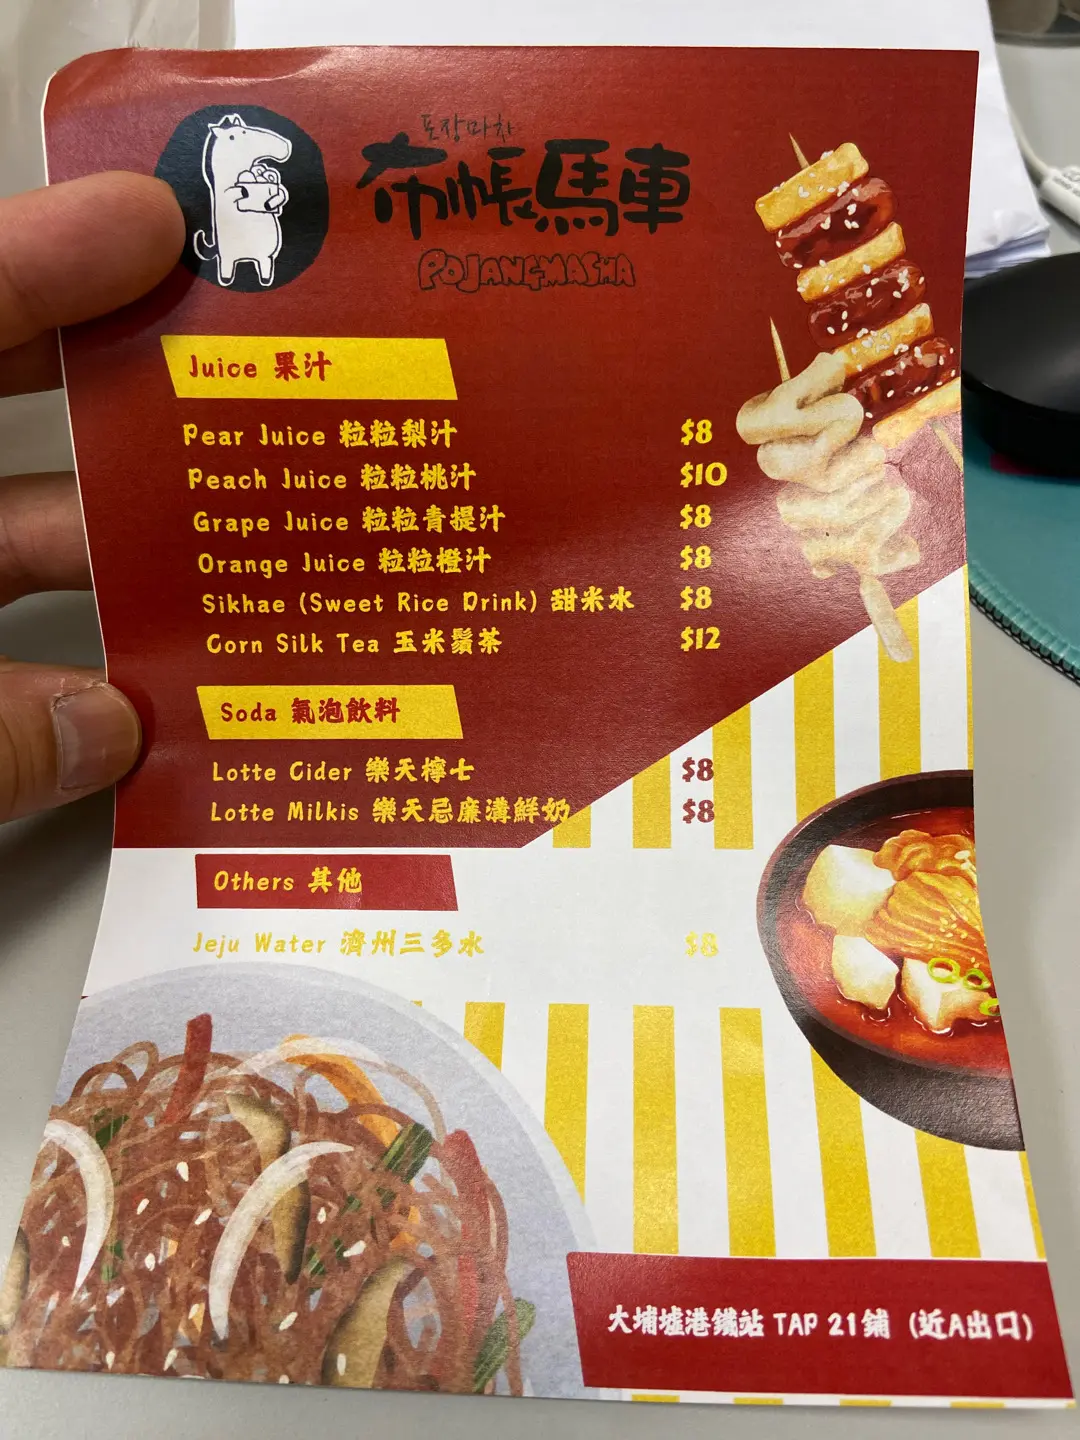 포장마차
布帳馬車
POJANGMASHA
Juice 果汁
Pear Juice 粒粒梨汁 $8
Peach Juice 粒粒桃汁 $10
Grape Juice 粒粒青提汁 $8
Orange Juice 粒粒橙汁 $8
Sikhae (Sweet Rice Drink) 甜米水 $8
Corn Silk Tea 玉米鬚茶 $12
Soda 氣泡飲料
Lotte Cider 樂天檸七 $8
Lotte Milkis 樂天忌廉溝鮮奶 $8
Others 其他
Jeju Water 濟州三多水 $8
大埔墟港鐵站 TAP 21鋪 (近A出口)